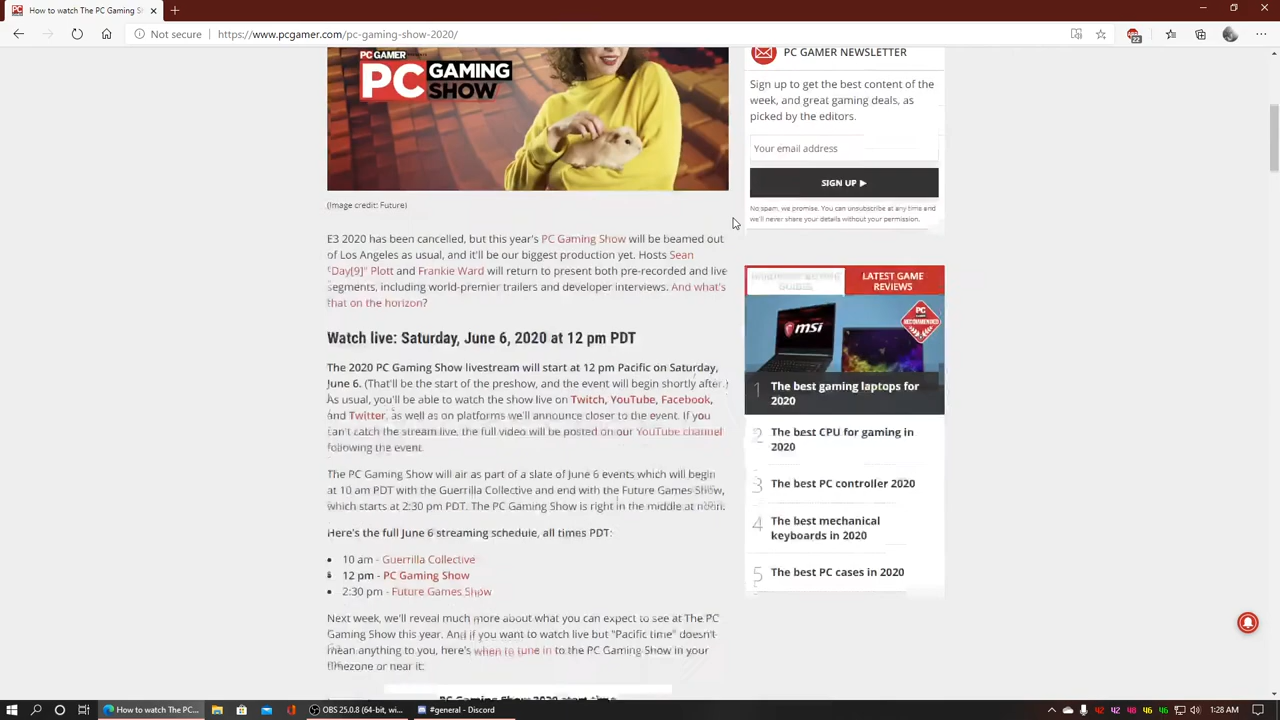 How to watch The PC Gaming S
Not secure
https://www.pcgamer.com/pc-gaming-show-2020/
22
PC GAMER
PC GAMING
SHOW
(Image credit: Future)
E3 2020 has been cancelled, but this year's PC Gaming Show will be beamed out
of Los Angeles as usual, and it'll be our biggest production yet. Hosts Sean
"Day[9]" Plott and Frankie Ward will return to present both pre-recorded and live
segments, including world-premier trailers and developer interviews. And what's
that on the horizon?
Watch live: Saturday, June 6, 2020 at 12 pm PDT
The 2020 PC Gaming Show livestream will start at 12 pm Pacific on Saturday,
June 6. (That'll be the start of the preshow, and the event will begin shortly after.)
As usual, you'll be able to watch the show live on Twitch, YouTube, Facebook,
and Twitter, as well as on platforms we'll announce closer to the event. If you
can't catch the stream live, the full video will be posted on our YouTube channel
following the event.
The PC Gaming Show will air as part of a slate of June 6 events which will begin
at 10 am PDT with the Guerrilla Collective and end with the Future Games Show,
which starts at 2:30 pm PDT. The PC Gaming Show is right in the middle at noon.
Here's the full June 6 streaming schedule, all times PDT:
10 am - Guerrilla Collective
12 pm - PC Gaming Show
2:30 pm - Future Games Show
Next week, we'll reveal much more about what you can expect to see at The PC
Gaming Show this year. And if you want to watch live but "Pacific time" doesn't
mean anything to you, here's when to tune in to the PC Gaming Show in your
timezone or near it:
PC Gaming Show 2020 start time
PC GAMER NEWSLETTER
Sign up to get the best content of the
week, and great gaming deals, as
picked by the editors.
Your email address
SIGN UP ▶
No spam, we promise. You can unsubscribe at any time and
we'll never share your details without your permission.
LATEST GAME
REVIEWS
msi
PC
RECOMMENDED
1 The best gaming laptops for
2020
2 The best CPU for gaming in
2020
3 The best PC controller 2020
4 The best mechanical
keyboards in 2020
5 The best PC cases in 2020
How to watch The PC...
OBS 25.0.8 (64-bit, wi...
#general - Discord
1:28 AM